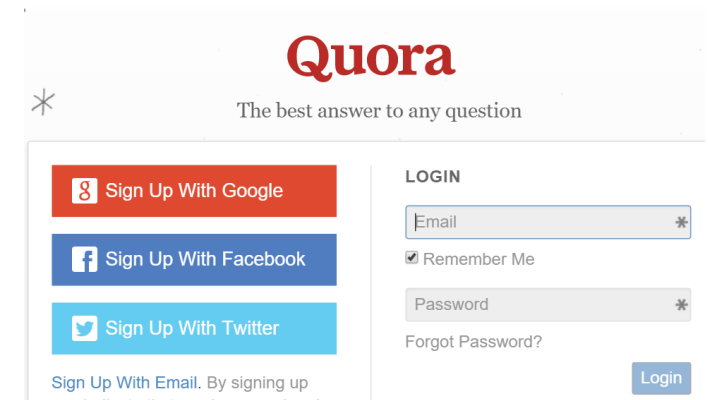 Quora
The best answer to any question
Sign Up With Google
Sign Up With Facebook
Sign Up With Twitter
Sign Up With Email. By signing up
LOGIN
Email
Remember Me
Password
Forgot Password?
Login